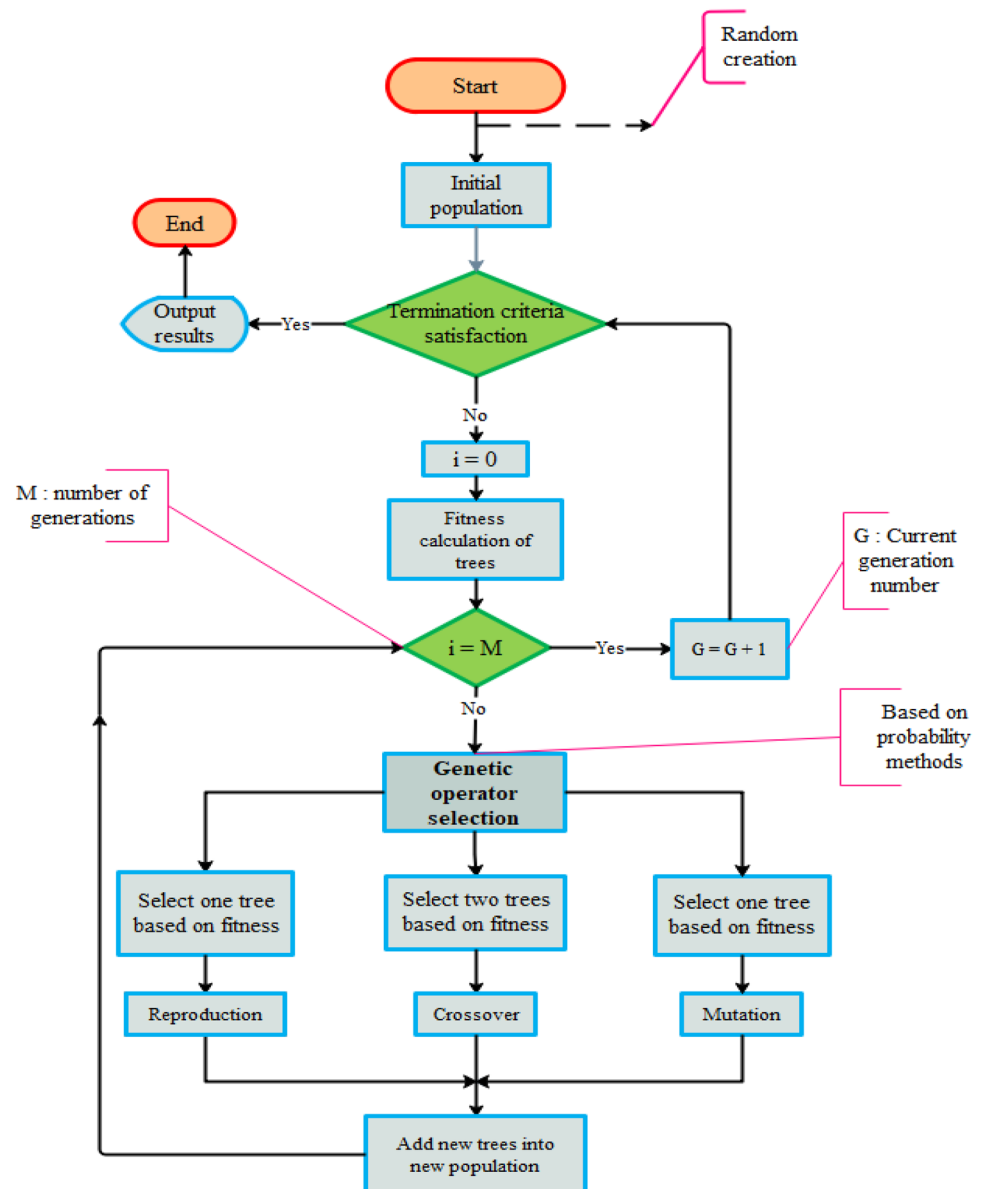 Random
creation
Start
Initial
population
End
Termination criteria
satisfaction
Output
results
Yes
No
i = 0
M : number of
generations
Fitness
calculation of
trees
G : Current
generation
number
i = M
Yes
G = G + 1
No
Based on
probability
methods
Genetic
operator
selection
Select one tree
based on fitness
Select two trees
based on fitness
Select one tree
based on fitness
Reproduction
Crossover
Mutation
Add new trees into
new population